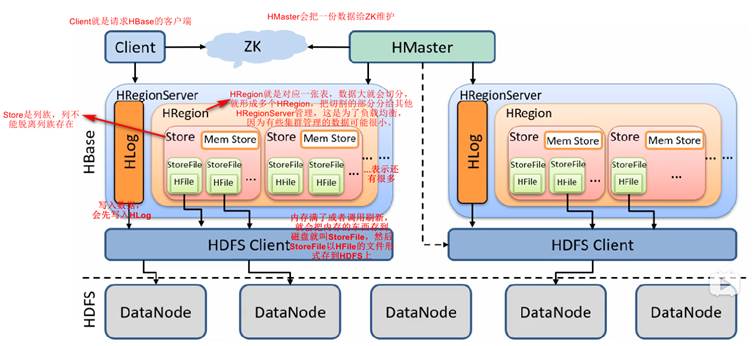 Client就是请求HBase的客户端
HMaster会把一份数据给ZK维护
Client
ZK
HMaster
HRegionServer
HRegion就是对应一张表，数据大就会切分，
就形成多个HRegion，把切割的部分分给其他
HRegionServer管理，这是为了负载均衡，
因为有些集群管理的数据可能很小，
HRegion
Store是列族，列不
能脱离列族存在
HBase
HLog
Store
Mem Store
StoreFile
HFile
StoreFile
HFile
Store
Mem Store
StoreFile
HFile
StoreFile
HFile
...
... ...
...表示还
有很多
写入数据，
会先写入HLog
内存满了或者调用刷新，
就会把内存的东西存到
磁盘就叫StoreFile，然后
StoreFile以HFile的文件形
式存到HDFS上
HDFS Client
HRegionServer
HRegion
HLog
Store
Mem Store
StoreFile
HFile
StoreFile
HFile
Store
Mem Store
StoreFile
HFile
...
... ...
HDFS Client
HDFS
DataNode
DataNode
DataNode
DataNode
DataNode